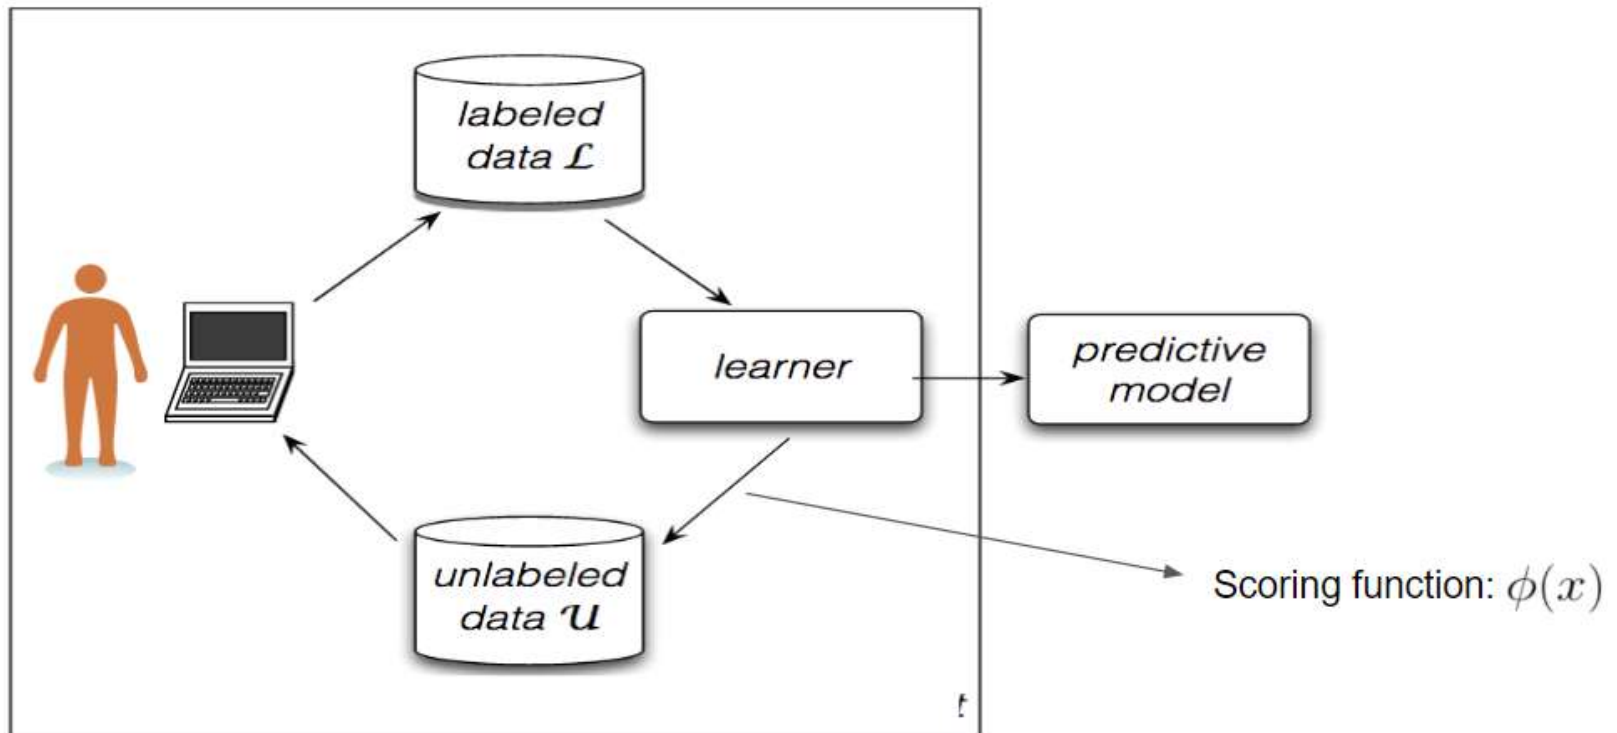 labeled
data ℒ
learner
predictive
model
unlabeled
data 𝒰
Scoring function: ϕ(x)
t